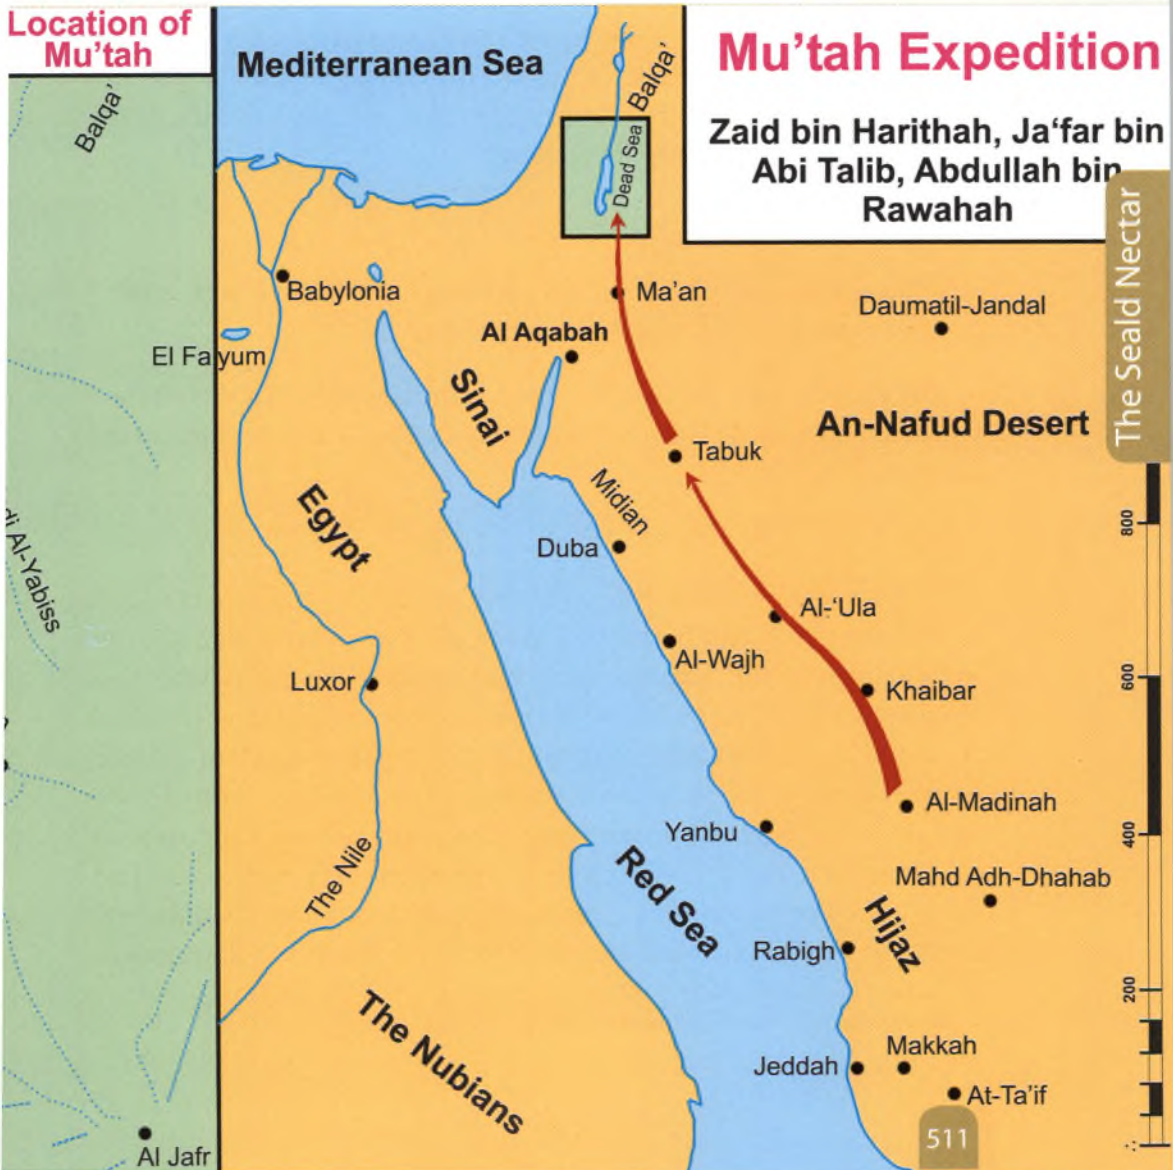 Location of
Mu’tah
Balqa’
di Al-Yabiss
Al Jafr
Mu’tah Expedition
Zaid bin Harithah, Ja‘far bin
Abi Talib, Abdullah bin
Rawahah
The Seald Nectar
Mediterranean Sea
Balqa’
Dead Sea
Babylonia
Ma’an
Daumatil-Jandal
El Faiyum
Al Aqabah
Sinai
An-Nafud Desert
Tabuk
Midian
Egypt
Duba
Al-‘Ula
Al-Wajh
Luxor
Khaibar
Al-Madinah
Yanbu
The Nile
Red Sea
Mahd Adh-Dhahab
Hijaz
Rabigh
The Nubians
Jeddah
Makkah
At-Ta’if
800
600
400
200
511